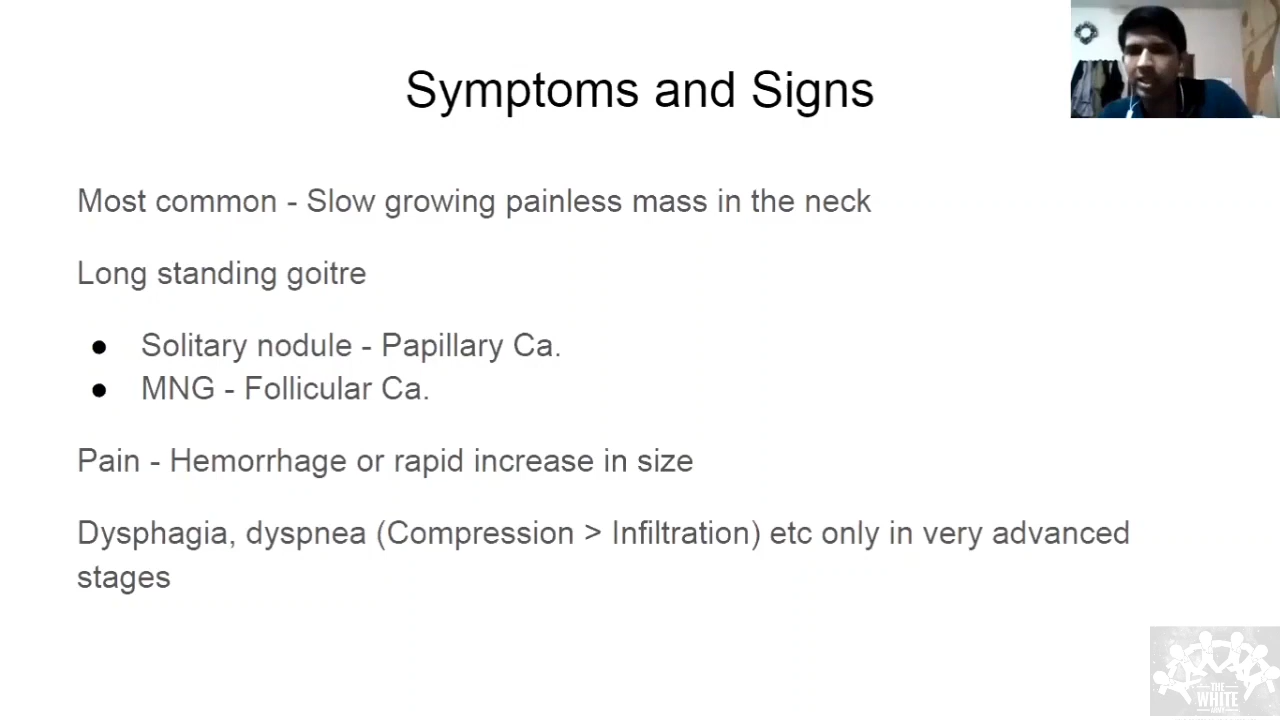 Symptoms and Signs
Most common - Slow growing painless mass in the neck
Long standing goitre
● Solitary nodule - Papillary Ca.
● MNG - Follicular Ca.
Pain - Hemorrhage or rapid increase in size
Dysphagia, dyspnea (Compression > Infiltration) etc only in very advanced
stages
THE
WHITE